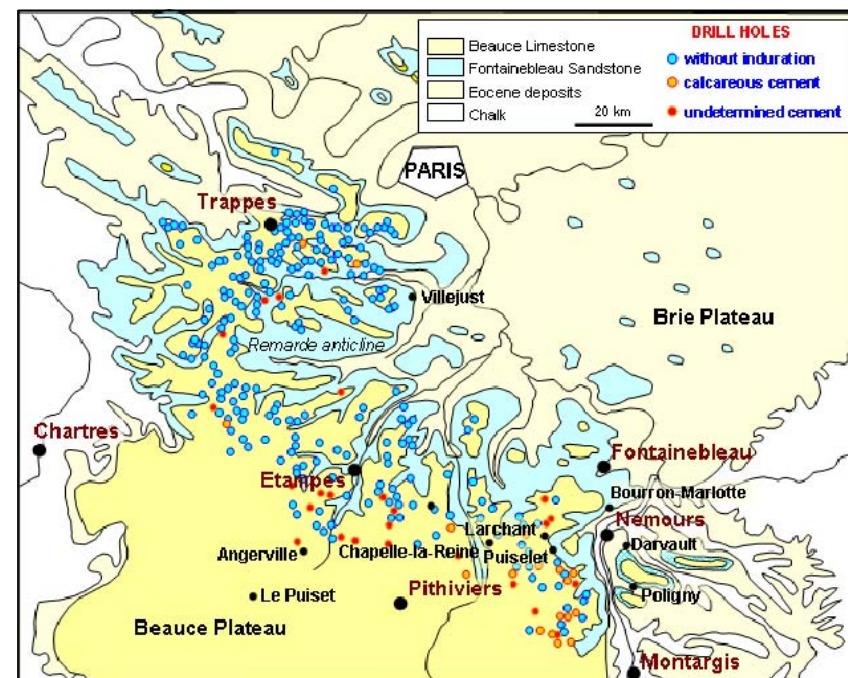 DRILL HOLES
Beauce Limestone
without induration
Fontainebleau Sandstone
calcareous cement
Eocene deposits
Chalk
20 km
undetermined cement
PARIS
Trappes
Villejust
Brie Plateau
Remarde anticline
Chartres
Fontainebleau
Etampes
Bourron-Marlotte
Larchant
Nemours
Angerville
Chapelle-la-Reine
Puiselet
Darvault
Le Puiset
Pithiviers
Poligny
Beauce Plateau
Montargis